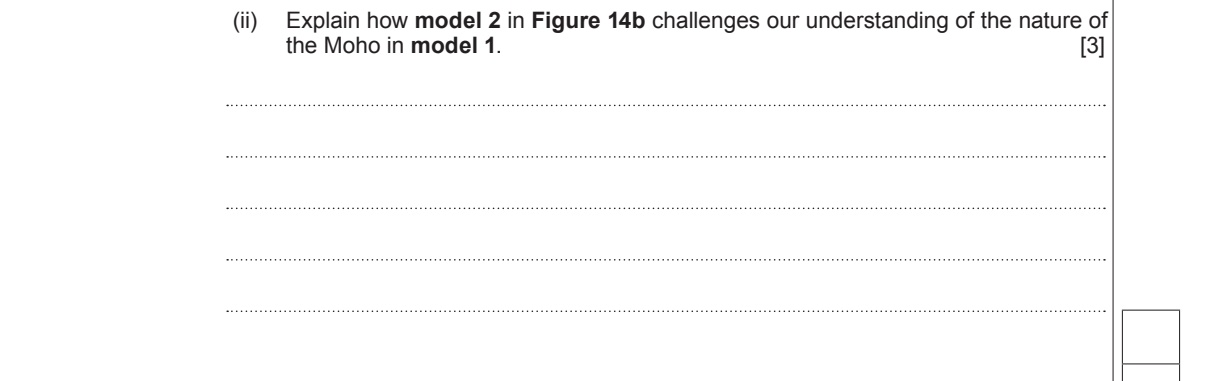 (ii) Explain how model 2 in Figure 14b challenges our understanding of the nature of
the Moho in model 1. [3]